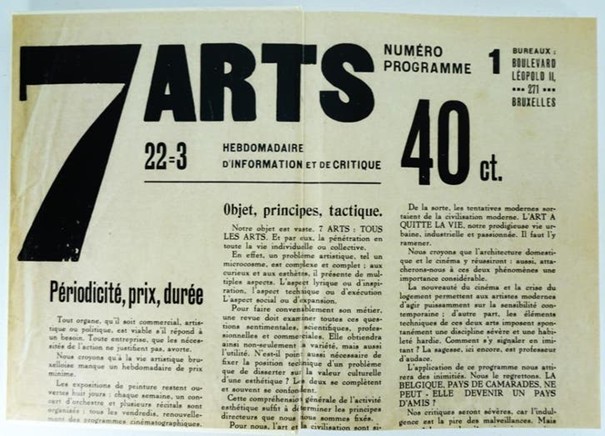 7 ARTS
NUMÉRO
PROGRAMME
1
BUREAUX :
BOULEVARD
LÉOPOLD II,
••• 271 •••
BRUXELLES
22=3
HEBDOMADAIRE
D'INFORMATION ET DE CRITIQUE
40 ct.
Périodicité, prix, durée
Tout organe, qu'il soit commercial, artis-
tique ou politique, est viable s'il répond à
un besoin. Toute entreprise, que les néces-
sités de l'action ne justifient pas, avorte.
Nous croyons qu'à la vie artistique bru-
xelloise manque un hebdomadaire de prix
minime.
Les expositions de peinture restent ou-
vertes huit jours ; chaque semaine, un con-
cert d'orchestre et plusieurs récitals sont
organisés ; tous les vendredis, renouvelle-
ment des programmes cinématographiques.
Objet, principes, tactique.
Notre objet est vaste. 7 ARTS : TOUS
LES ARTS. Et par eux, la pénétration en
toute la vie individuelle ou collective.
En effet, un problème artistique, tel un
microcosme, est complexe et complet ; aux
curieux et aux esthètes, il présente de mul-
tiples aspects. L'aspect lyrique ou d'inspi-
ration, l'aspect technique ou d'exécution
L'aspect social ou d'expansion.
Pour faire convenablement son métier,
une revue doit examiner toutes ces ques-
tions sentimentales, scientifiques, profes-
sionnelles et commerciales. Elle obtiendra
ainsi non-seulement la variété, mais aussi
l'utilité. N'est-il point aussi nécessaire de
fixer la position technique d'un problème
que de disserter sur la valeur culturelle
d'une esthétique ? Les deux se complètent
et souvent se confondent.
Cette compréhension générale de l'activité
esthétique suffit à déterminer les principes
directeurs que nous nous sommes fixés.
Pour nous, l'art et la civilisation sont si-
De la sorte, les tentatives modernes sor-
taient de la civilisation moderne. L'ART A
QUITTE LA VIE, notre prodigieuse vie ur-
baine, industrielle et passionnée. Il faut l'y
ramener.
Nous croyons que l'architecture domesti-
que et le cinéma y réussiront : aussi, atta-
cherons-nous à ces deux phénomènes une
importance considérable.
La nouveauté du cinéma et la crise du
logement permettent aux artistes modernes
d'agir puissamment sur la sensibilité con-
temporaine ; d'autre part, les éléments
techniques de ces deux arts imposent spon-
tanément une discipline sévère et une habi-
leté hardie. Comment s'y signaler en imi-
tant ? La sagesse, ici encore, est professeur
d'audace.
L'application de ce programme nous atti-
rera des inimitiés. Nous le regrettons. LA
BELGIQUE, PAYS DE CAMARADES, NE
PEUT - ELLE DEVENIR UN PAYS
D'AMIS ?
Nos critiques seront sévères, car l'indul-
gence est la pire des malveillances. Mais